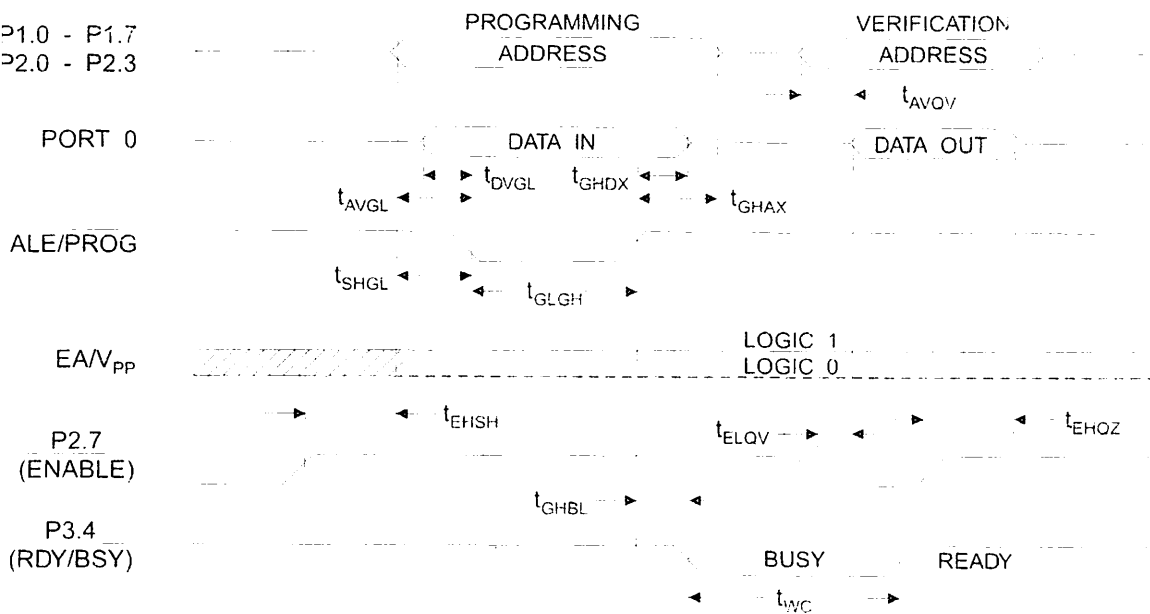 P1.0 - P1.7
P2.0 - P2.3
PROGRAMMING
ADDRESS
VERIFICATION
ADDRESS
tAVQV
PORT 0
DATA IN
DATA OUT
tDVGL
tGHDX
tAVGL
tGHAX
ALE/PROG
tSHGL
tGLGH
EA/VPP
LOGIC 1
LOGIC 0
tEHSH
tELQV
tEHQZ
P2.7
(ENABLE)
tGHBL
P3.4
(RDY/BSY)
BUSY
READY
tWC